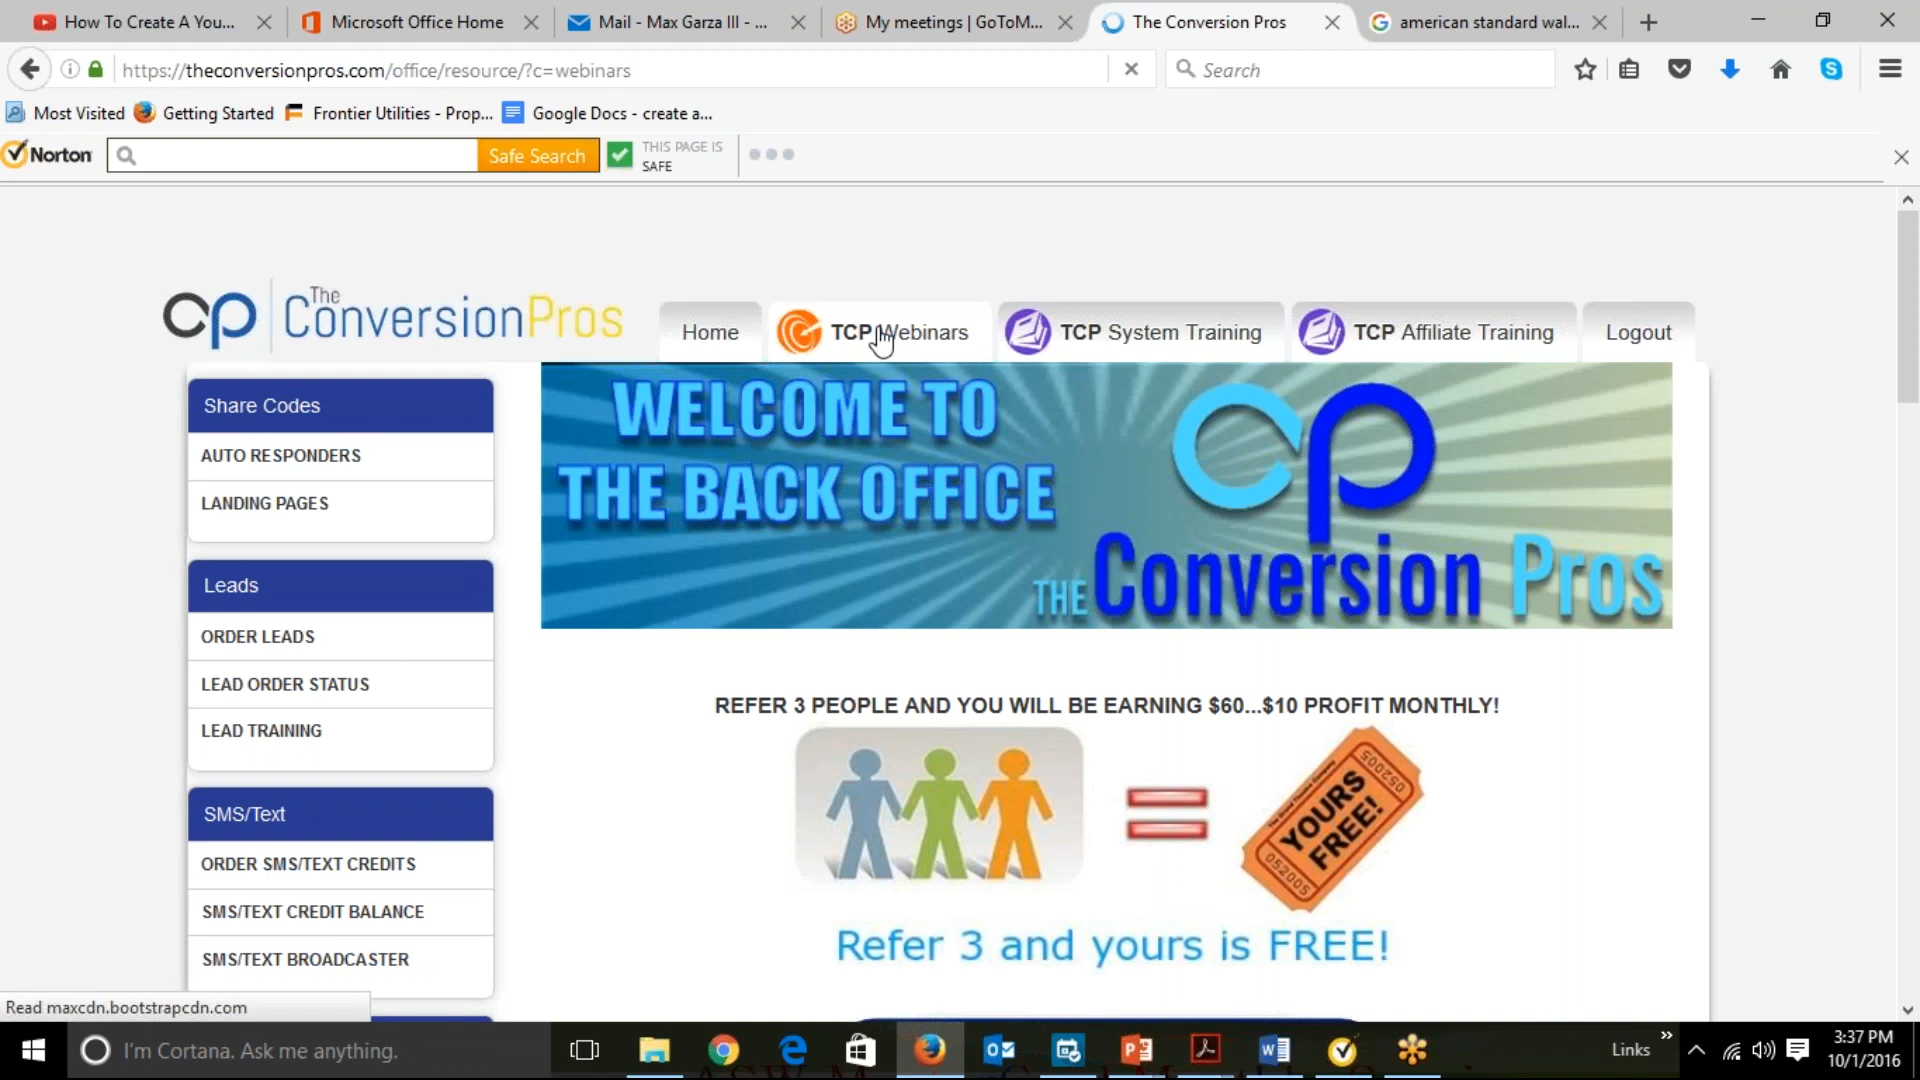 How To Create A You...
Microsoft Office Home
Mail - Max Garza III - ...
My meetings | GoToM...
The Conversion Pros
american standard wal...
https://theconversionpros.com/office/resource/?c=webinars
Search
Most Visited
Getting Started
Frontier Utilities - Prop...
Google Docs - create a...
Norton
Safe Search
THIS PAGE IS
SAFE
The
ConversionPros
Home
TCP Webinars
TCP System Training
TCP Affiliate Training
Logout
Share Codes
AUTO RESPONDERS
LANDING PAGES
Leads
ORDER LEADS
LEAD ORDER STATUS
LEAD TRAINING
SMS/Text
ORDER SMS/TEXT CREDITS
SMS/TEXT CREDIT BALANCE
SMS/TEXT BROADCASTER
WELCOME TO
THE BACK OFFICE
cp
THE Conversion Pros
REFER 3 PEOPLE AND YOU WILL BE EARNING $60...$10 PROFIT MONTHLY!
052005
YOURS
FREE!
052005
Refer 3 and yours is FREE!
Read maxcdn.bootstrapcdn.com
I'm Cortana. Ask me anything.
Links
3:37 PM
10/1/2016